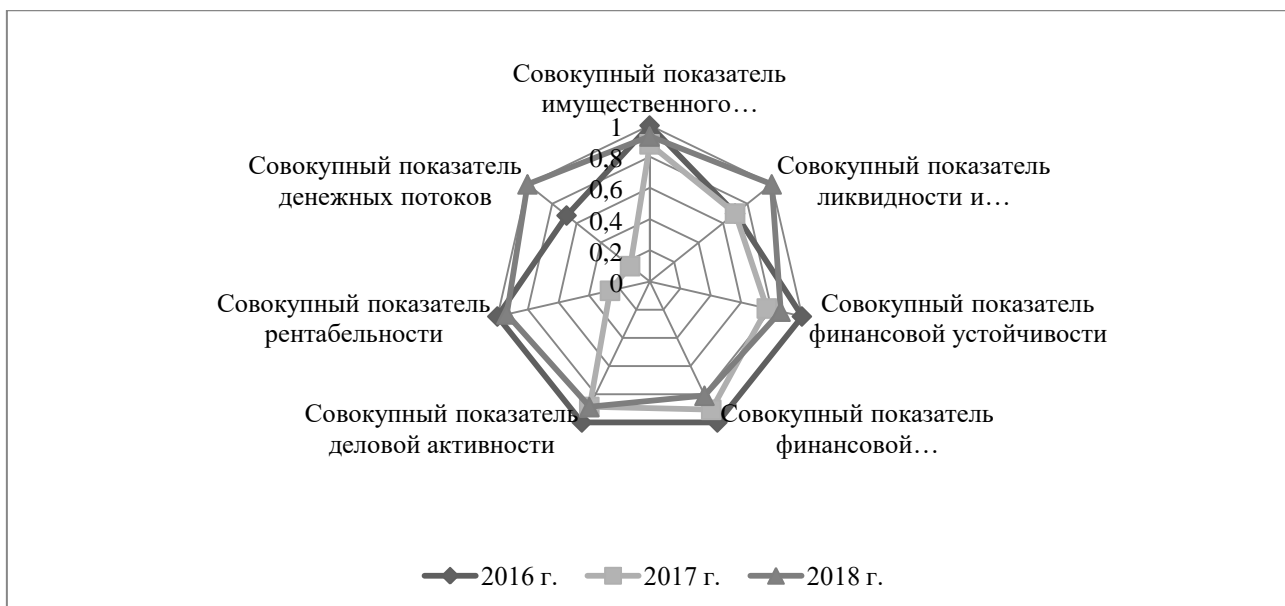 Совокупный показатель
имущественного…
1
0,8
0,6
0,4
0,2
0
Совокупный показатель
ликвидности и…
Совокупный показатель
финансовой устойчивости
Совокупный показатель
финансовой…
Совокупный показатель
деловой активности
Совокупный показатель
рентабельности
Совокупный показатель
денежных потоков
2016 г.
2017 г.
2018 г.